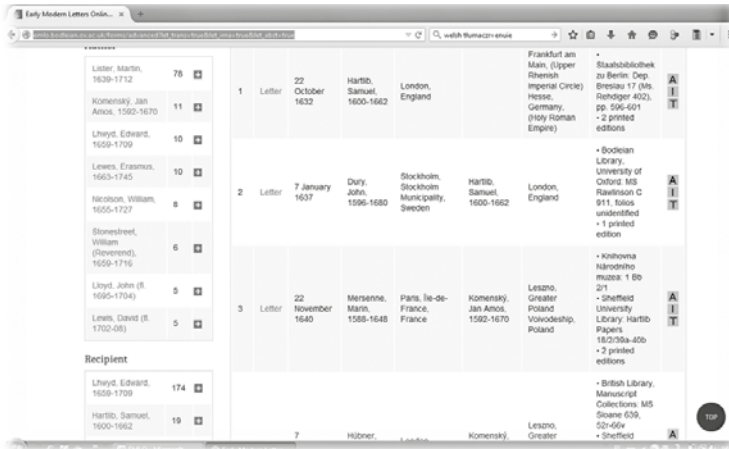 Early Modern Letters Onlin...
welsh tłumaczenie
Lister, Martin,
1639-1712
78
Komenský, Jan
Amos, 1592-1670
11
Lhwyd, Edward,
1659-1709
10
Lewes, Erasmus,
1663-1745
10
Nicolson, William,
1655-1727
8
Stonestreet,
William
(Reverend),
1659-1716
6
Lloyd, John (fl.
1695-1704)
5
Lewis, David (fl.
1702-08)
5
Recipient
Lhwyd, Edward,
1659-1709
174
Hartlib, Samuel,
1600-1662
19
1
Letter
22
October
1632
Hartlib,
Samuel,
1600-1662
London,
England
Frankfurt am
Main, (Upper
Rhenish
Imperial Circle)
Hesse,
Germany,
(Holy Roman
Empire)
•
Staatsbibliothek
zu Berlin: Dep.
Breslau 17 (Ms.
Rehdiger 402),
pp. 596-601
• 2 printed
editions
A
I
T
2
Letter
7 January
1637
Dury,
John,
1596-1680
Stockholm,
Stockholm
Municipality,
Sweden
Hartlib,
Samuel,
1600-1662
London,
England
• Bodleian
Library,
University of
Oxford: MS
Rawlinson C
911, folios
unidentified
• 1 printed
edition
A
I
T
3
Letter
22
November
1640
Mersenne,
Marin,
1588-1648
Paris, Île-de-
France,
France
Komenský,
Jan Amos,
1592-1670
Leszno,
Greater
Poland
Voivodeship,
Poland
• Knihovna
Národního
muzea: 1 Bb
2/1
• Sheffield
University
Library: Hartlib
Papers
18/2/39a-40b
• 2 printed
editions
A
I
T
7
Hübner,
Komenský,
Leszno,
Greater
• British Library,
Manuscript
Collections: MS
Sloane 639,
52r-66v
• Sheffield
A
TOP